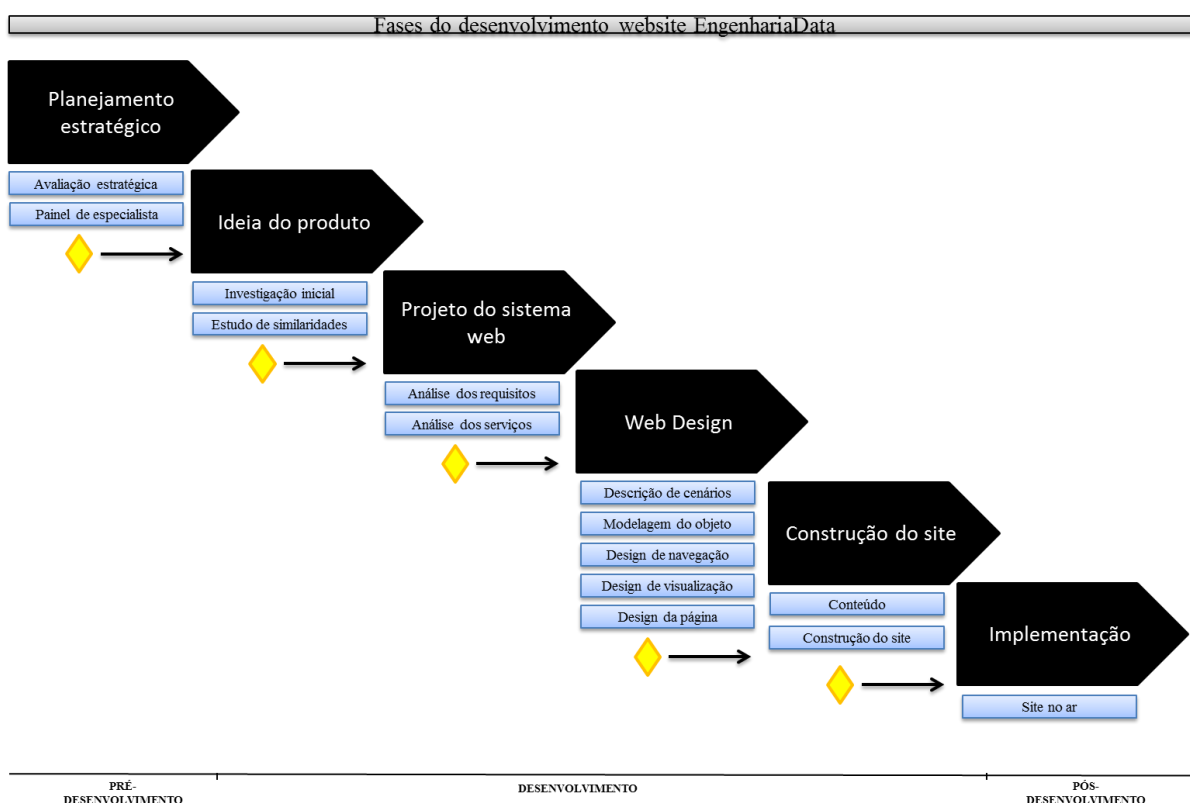 Fases do desenvolvimento website EngenhariaData
Planejamento
estratégico
Avaliação estratégica
Painel de especialista
Ideia do produto
Investigação inicial
Estudo de similaridades
Projeto do sistema
web
Análise dos requisitos
Análise dos serviços
Web Design
Descrição de cenários
Modelagem do objeto
Design de navegação
Design de visualização
Design da página
Construção do site
Conteúdo
Construção do site
Implementação
Site no ar
PRÉ-
DESENVOLVIMENTO
DESENVOLVIMENTO
PÓS-
DESENVOLVIMENTO